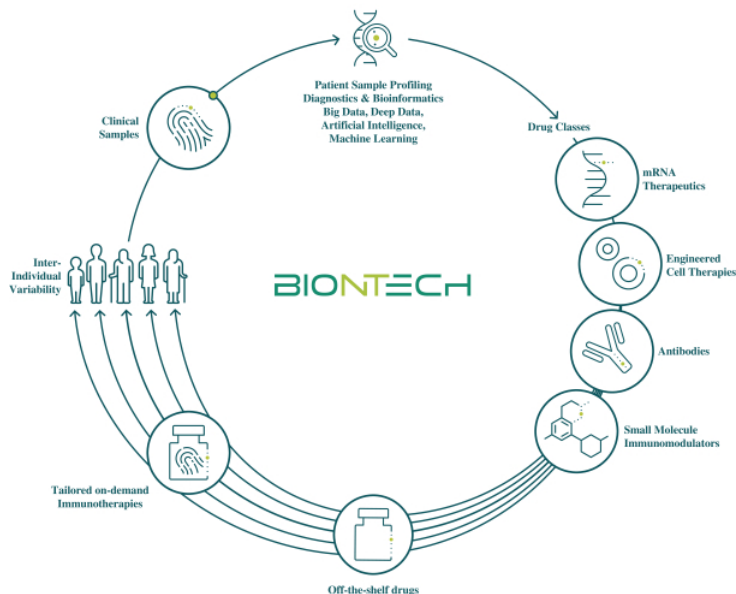 Patient Sample Profiling
Diagnostics & Bioinformatics
Big Data, Deep Data,
Artificial Intelligence,
Machine Learning
Clinical
Samples
Drug Classes
mRNA
Therapeutics
Inter-
Individual
Variability
BIONTECH
Engineered
Cell Therapies
Antibodies
Small Molecule
Immunomodulators
Tailored on-demand
Immunotherapies
Off-the-shelf drugs